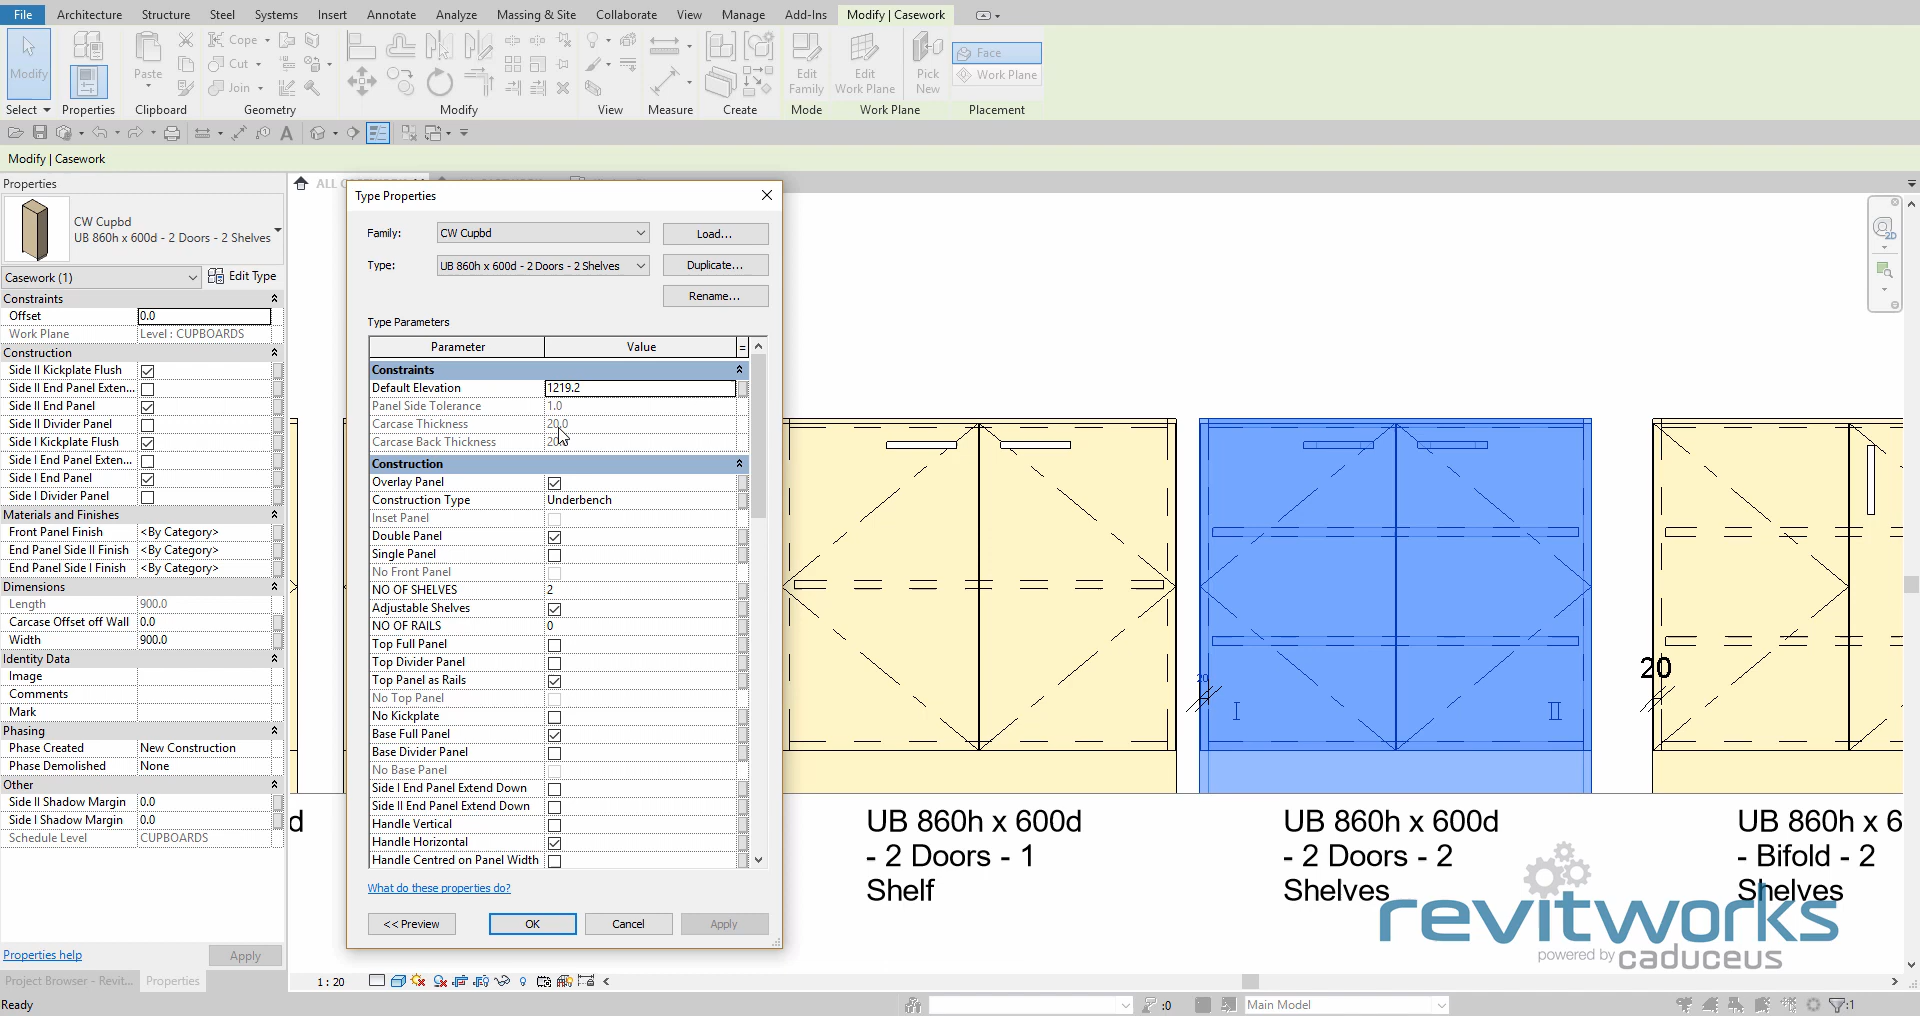 File Architecture Structure Steel Systems Insert Annotate Analyze Massing & Site Collaborate View Manage Add-Ins Modify | Casework
Cope
Face
Modify Paste Cut Edit Family Edit Work Plane Pick New Work Plane
Join
Select Properties Clipboard Geometry Modify View Measure Create Mode Work Plane Placement
Modify | Casework
Properties
CW Cupbd
UB 860h x 600d - 2 Doors - 2 Shelves
Casework (1) Edit Type
Constraints
Offset 0.0
Work Plane Level : CUPBOARDS
Construction
Side II Kickplate Flush
Side II End Panel Exten...
Side II End Panel
Side II Divider Panel
Side I Kickplate Flush
Side I End Panel Exten...
Side I End Panel
Side I Divider Panel
Materials and Finishes
Front Panel Finish <By Category>
End Panel Side II Finish <By Category>
End Panel Side I Finish <By Category>
Dimensions
Length 900.0
Carcase Offset off Wall 0.0
Width 900.0
Identity Data
Image
Comments
Mark
Phasing
Phase Created New Construction
Phase Demolished None
Other
Side II Shadow Margin 0.0
Side I Shadow Margin 0.0
Schedule Level CUPBOARDS
Properties help Apply
Project Browser - Revit... Properties
Ready
ALL
Type Properties
Family: CW Cupbd Load...
Type: UB 860h x 600d - 2 Doors - 2 Shelves Duplicate...
Rename...
Type Parameters
Parameter Value =
Constraints
Default Elevation 1219.2
Panel Side Tolerance 1.0
Carcase Thickness 20.0
Carcase Back Thickness
Construction
Overlay Panel
Construction Type Underbench
Inset Panel
Double Panel
Single Panel
No Front Panel
NO OF SHELVES 2
Adjustable Shelves
NO OF RAILS 0
Top Full Panel
Top Divider Panel
Top Panel as Rails
No Top Panel
No Kickplate
Base Full Panel
Base Divider Panel
No Base Panel
Side I End Panel Extend Down
Side II End Panel Extend Down
Handle Vertical
Handle Horizontal
Handle Centred on Panel Width
What do these properties do?
<< Preview OK Cancel Apply
2D
20
I II
20
d
UB 860h x 600d
- 2 Doors - 1
Shelf
UB 860h x 600d
- 2 Doors - 2
Shelves
UB 860h x 6
- Bifold - 2
Shelves
revitworks
powered by caduceus
1 : 20
:0 Main Model :1